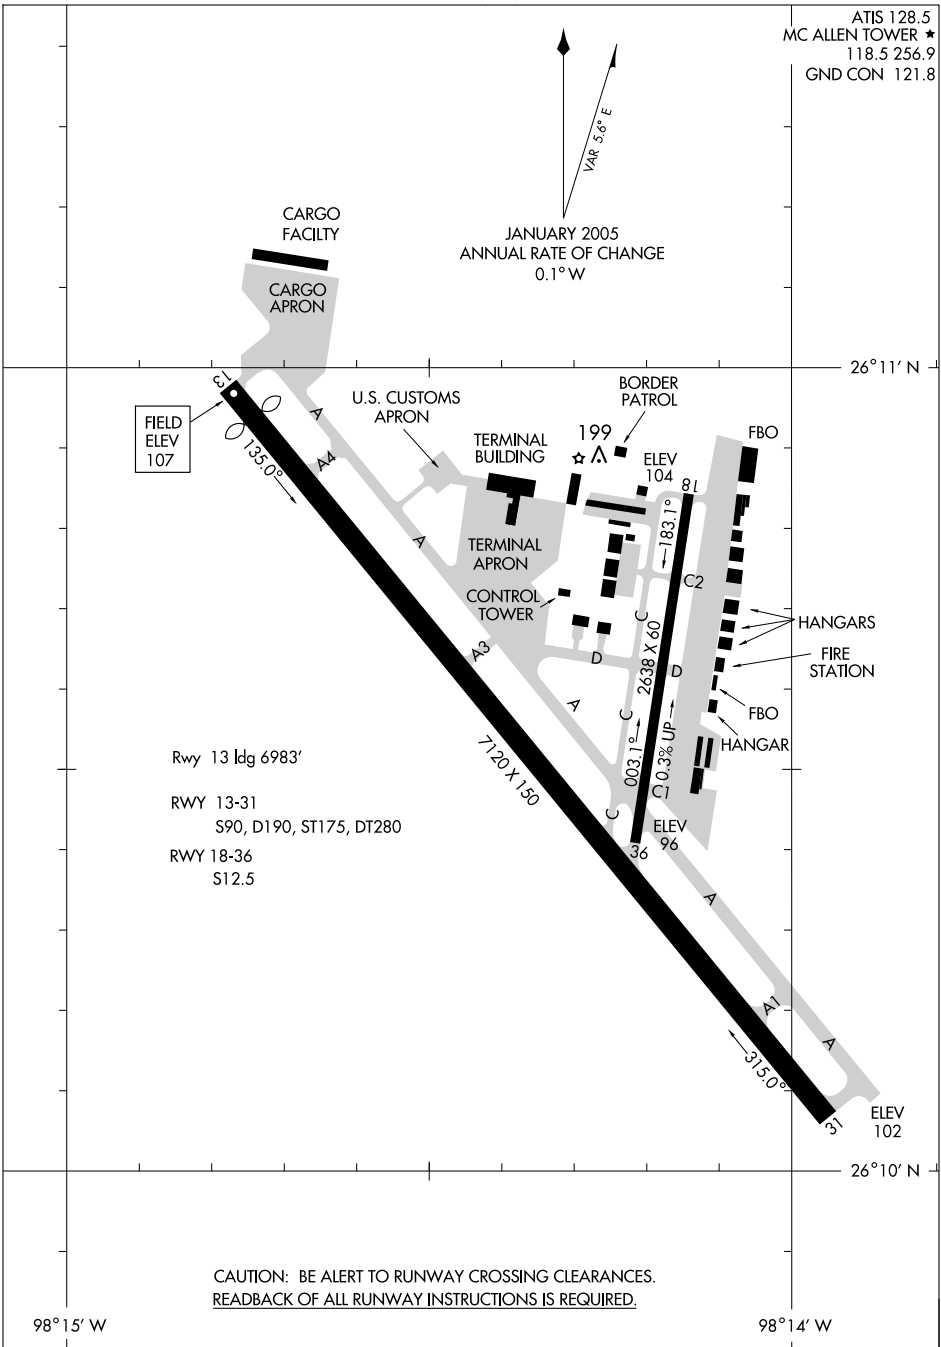 ATIS 128.5
MC ALLEN TOWER ★
118.5 256.9
GND CON 121.8
VAR 5.6° E
JANUARY 2005
ANNUAL RATE OF CHANGE
0.1° W
CARGO
FACILTY
CARGO
APRON
26°11' N
13
FIELD
ELEV
107
135.0°
A
A4
U.S. CUSTOMS
APRON
TERMINAL
BUILDING
199
BORDER
PATROL
ELEV
104
18
FBO
183.1°
A
TERMINAL
APRON
C2
CONTROL
TOWER
C
HANGARS
2638 X 60
A3
D
D
FIRE
STATION
A
C
FBO
HANGAR
003.1°
0.3% UP
7120 X 150
C1
C
ELEV
96
36
Rwy 13 ldg 6983'
RWY 13-31
S90, D190, ST175, DT280
RWY 18-36
S12.5
A
A1
A
315.0°
31
ELEV
102
26°10' N
CAUTION: BE ALERT TO RUNWAY CROSSING CLEARANCES.
READBACK OF ALL RUNWAY INSTRUCTIONS IS REQUIRED.
98°15' W
98°14' W